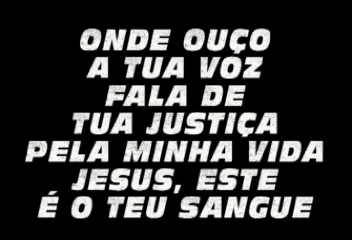 ONDE OUÇO
A TUA VOZ
FALA DE
TUA JUSTIÇA
PELA MINHA VIDA
JESUS, ESTE
É O TEU SANGUE